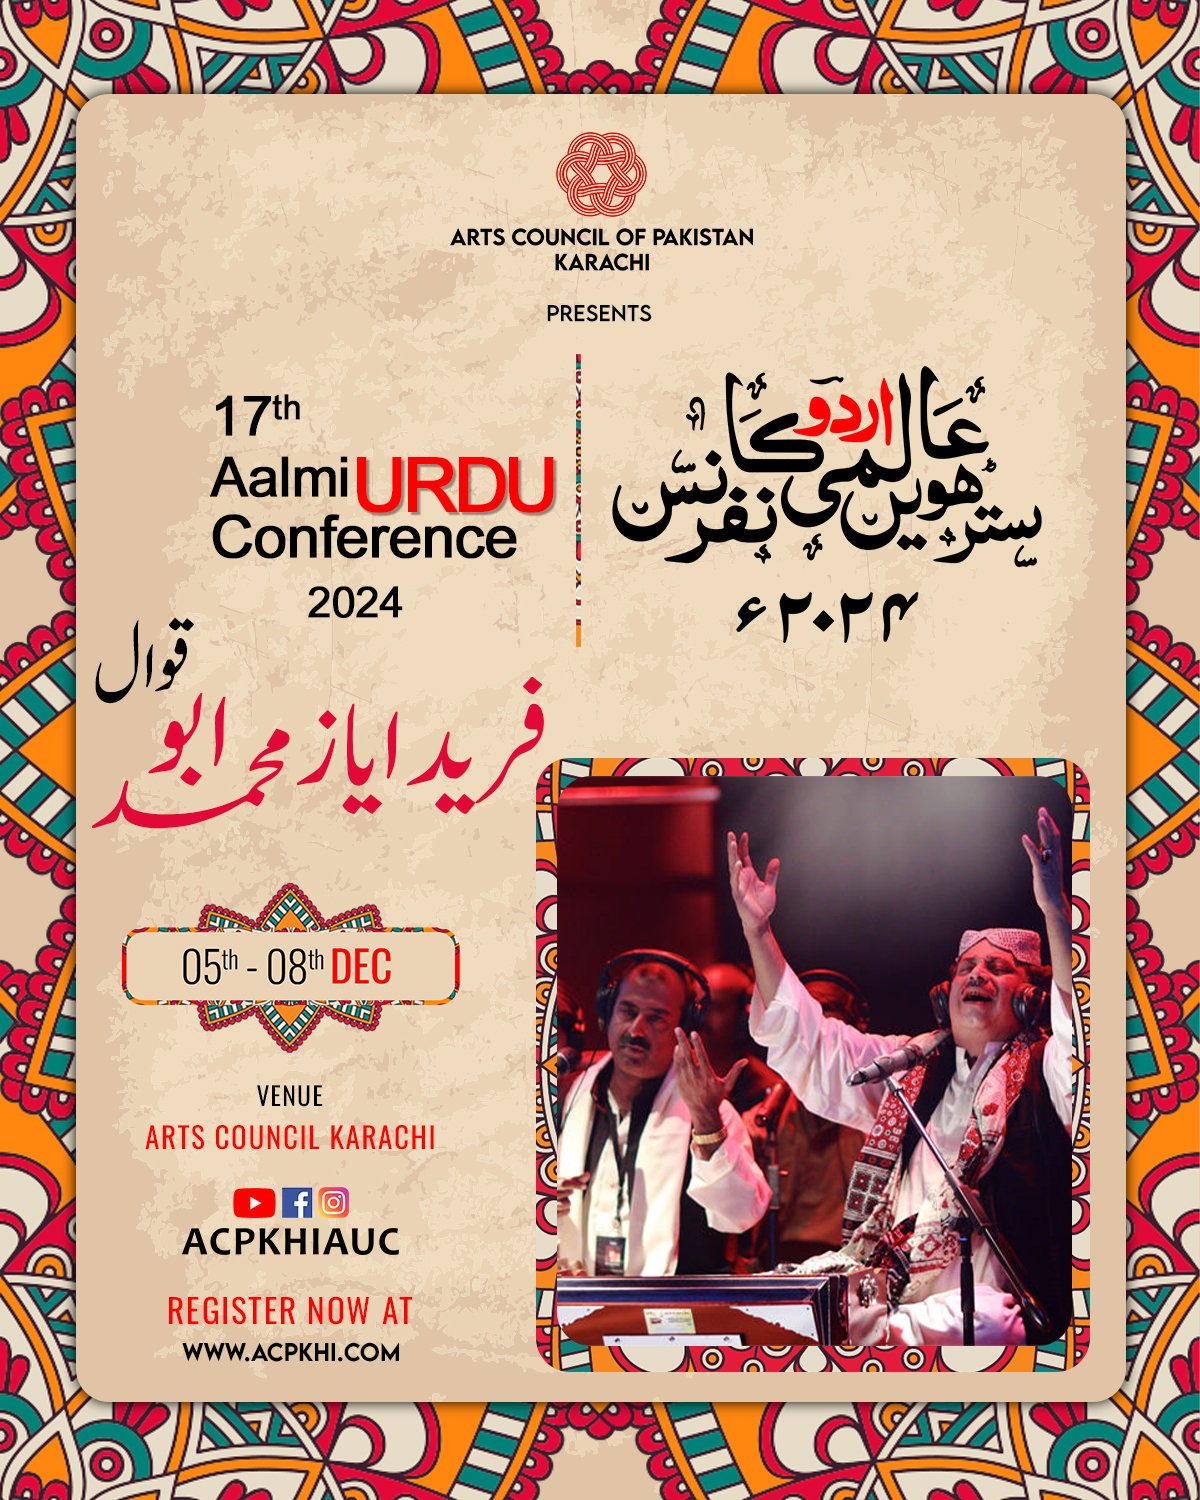 ARTS COUNCIL OF PAKISTAN
KARACHI
PRESENTS
17th
Aalmi URDU
Conference
2024
سترھویں عالمی اردو کانفرنس
۲۰۲۴ء
قوال
فرید ایاز ابو محمد
05th - 08th DEC
VENUE
ARTS COUNCIL KARACHI
ACPKHIAUC
REGISTER NOW AT
WWW.ACPKHI.COM